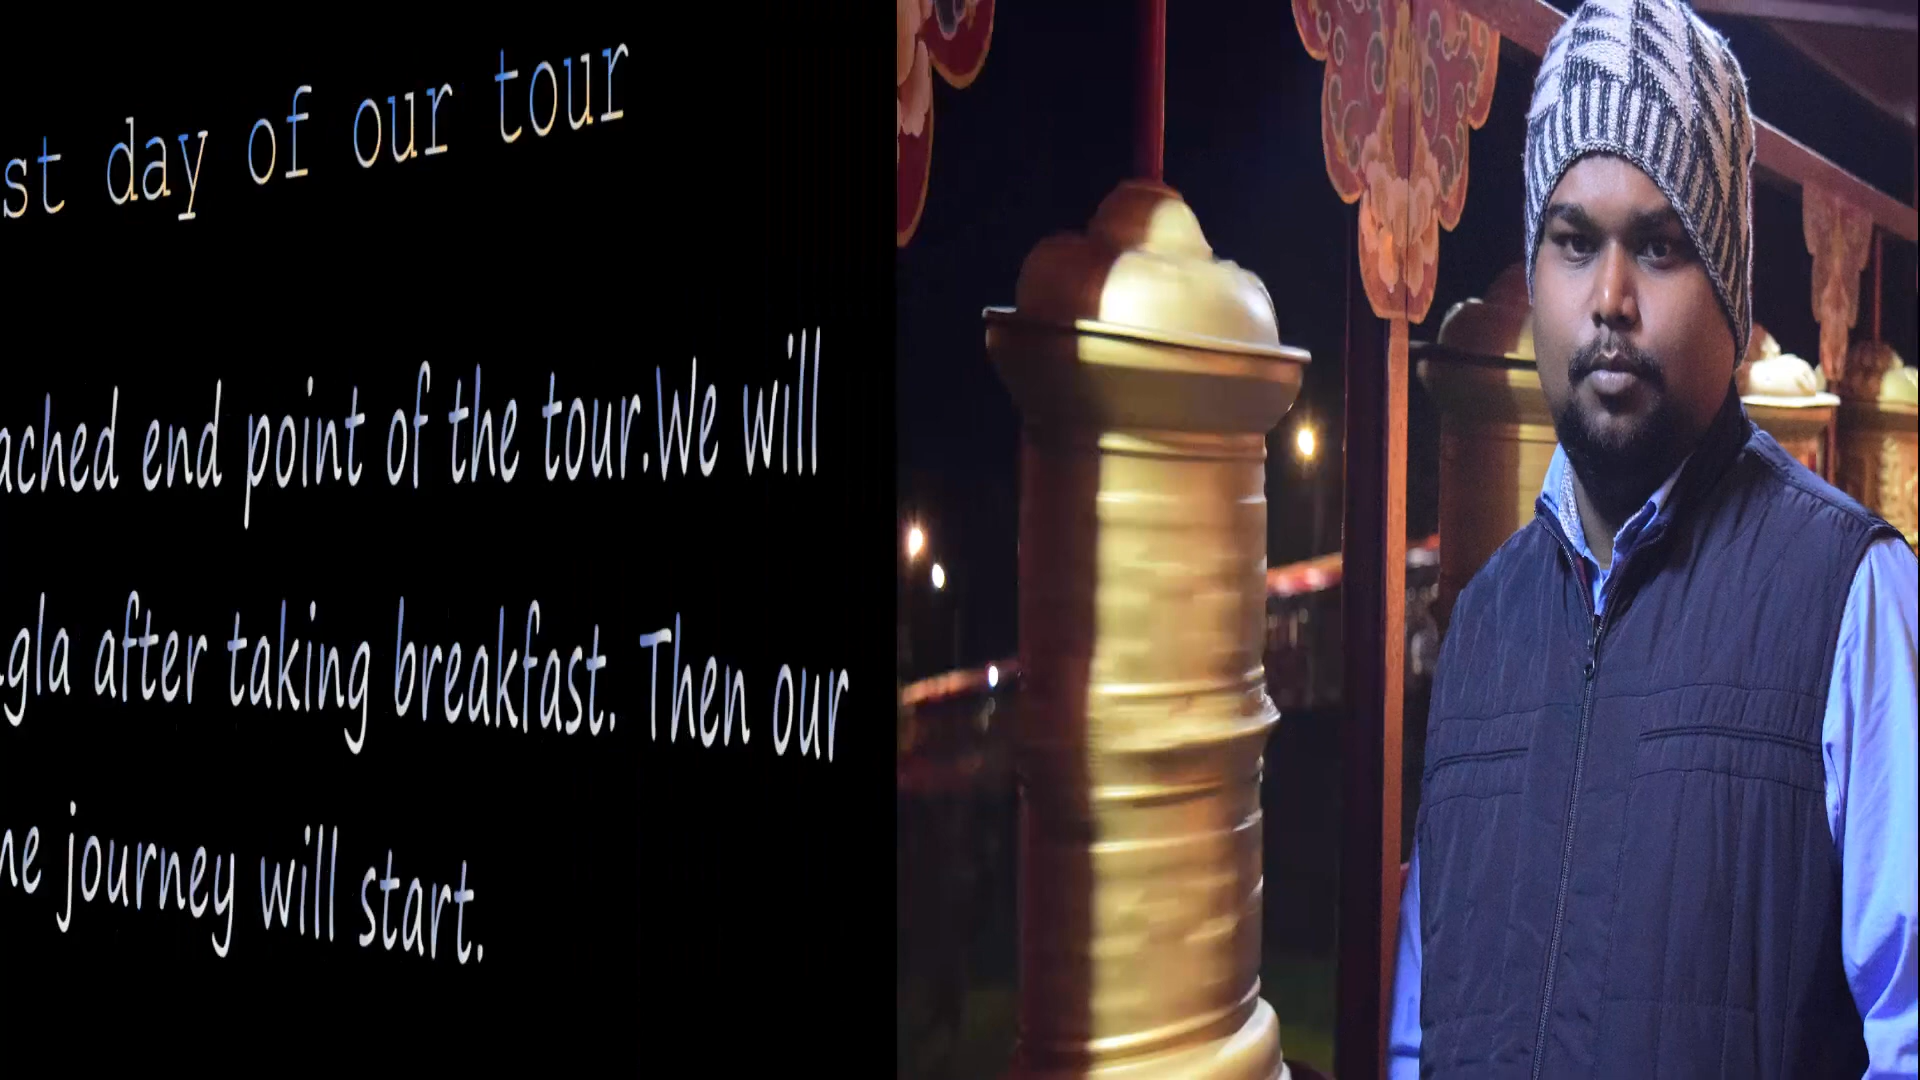 st day of our tour
ached end point of the tour.We will
gla after taking breakfast. Then our
me journey will start.